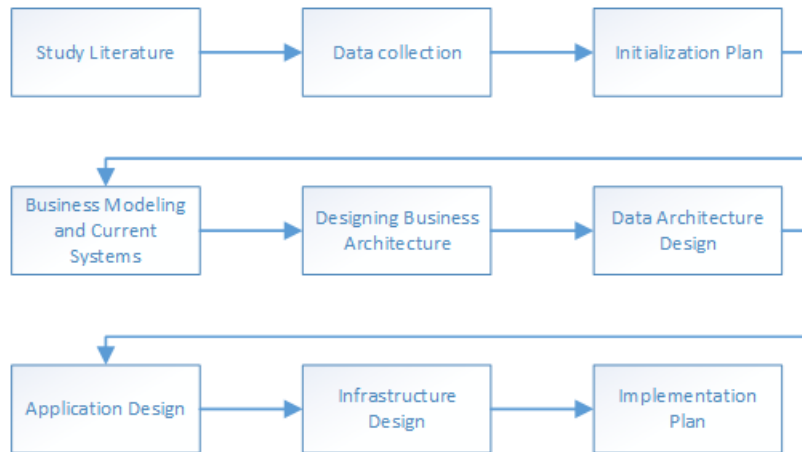 Study Literature
Data collection
Initialization Plan
Business Modeling
and Current
Systems
Designing Business
Architecture
Data Architecture
Design
Application Design
Infrastructure
Design
Implementation
Plan